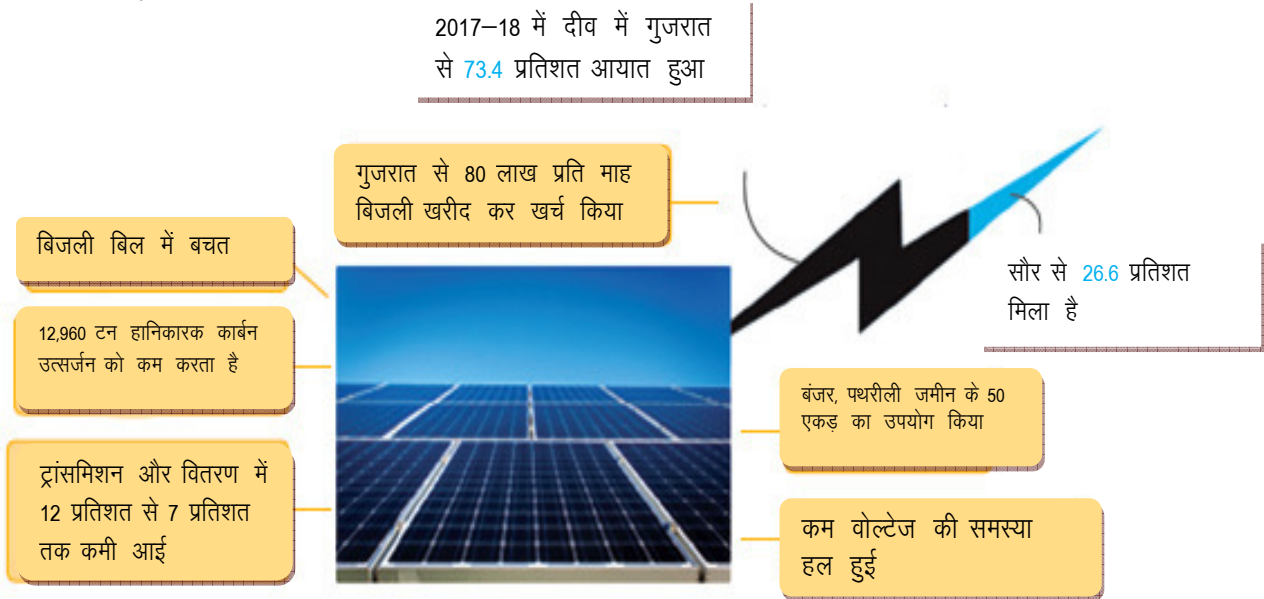 2017–18 में दीव में गुजरात
से 73.4 प्रतिशत आयात हुआ
गुजरात से 80 लाख प्रति माह
बिजली खरीद कर खर्च किया
बिजली बिल में बचत
12,960 टन हानिकारक कार्बन
उत्सर्जन को कम करता है
ट्रांसमिशन और वितरण में
12 प्रतिशत से 7 प्रतिशत
तक कमी आई
सौर से 26.6 प्रतिशत
मिला है
बंजर, पथरीली जमीन के 50
एकड़ का उपयोग किया
कम वोल्टेज की समस्या
हल हुई